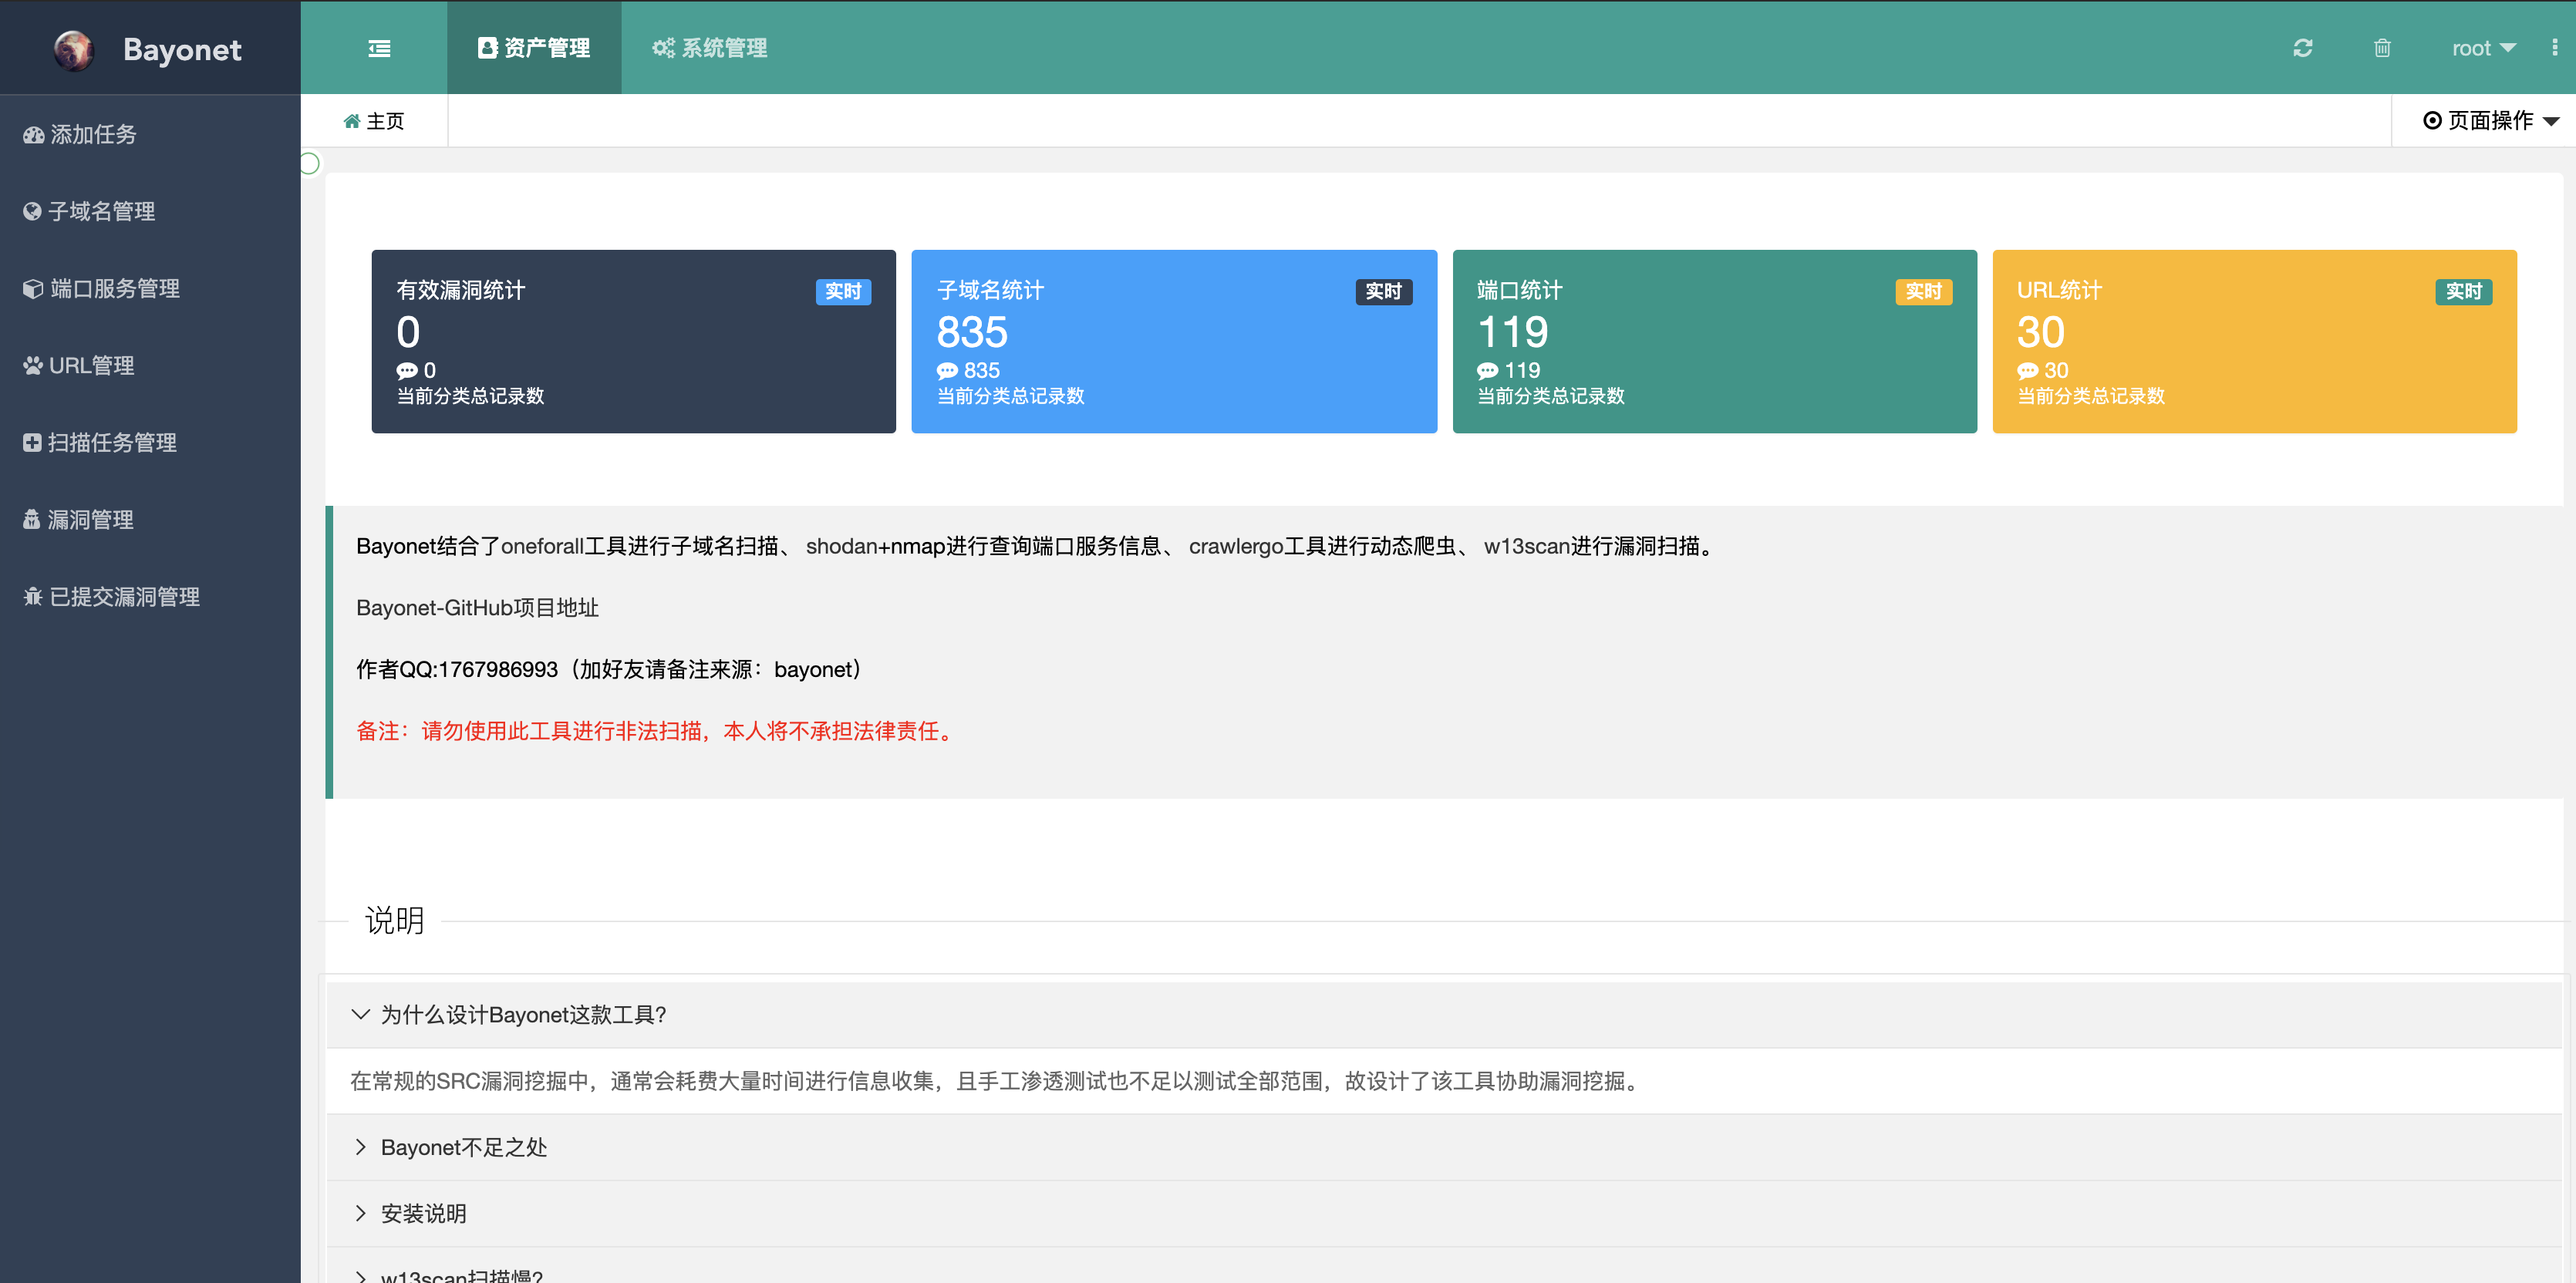 Bayonet
资产管理
系统管理
root
添加任务
子域名管理
端口服务管理
URL管理
扫描任务管理
漏洞管理
已提交漏洞管理
主页
页面操作
有效漏洞统计
实时
0
0
当前分类总记录数
子域名统计
实时
835
835
当前分类总记录数
端口统计
实时
119
119
当前分类总记录数
URL统计
实时
30
30
当前分类总记录数
Bayonet结合了oneforall工具进行子域名扫描、 shodan+nmap进行查询端口服务信息、 crawlergo工具进行动态爬虫、 w13scan进行漏洞扫描。
Bayonet-GitHub项目地址
作者QQ:1767986993（加好友请备注来源：bayonet）
备注：请勿使用此工具进行非法扫描，本人将不承担法律责任。
说明
为什么设计Bayonet这款工具?
在常规的SRC漏洞挖掘中，通常会耗费大量时间进行信息收集，且手工渗透测试也不足以测试全部范围，故设计了该工具协助漏洞挖掘。
Bayonet不足之处
安装说明
w13scan扫描慢?